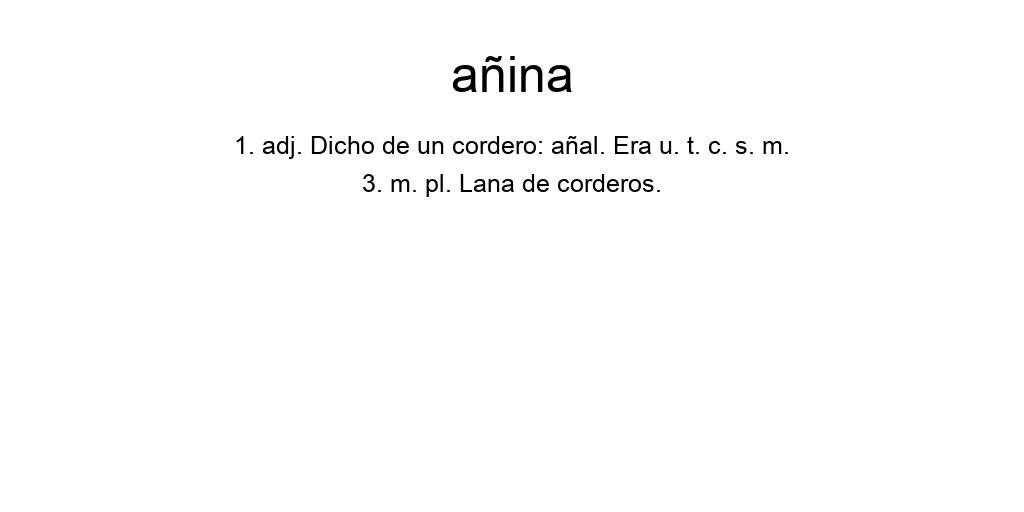 añina
1. adj. Dicho de un cordero: añal. Era u. t. c. s. m.
3. m. pl. Lana de corderos.